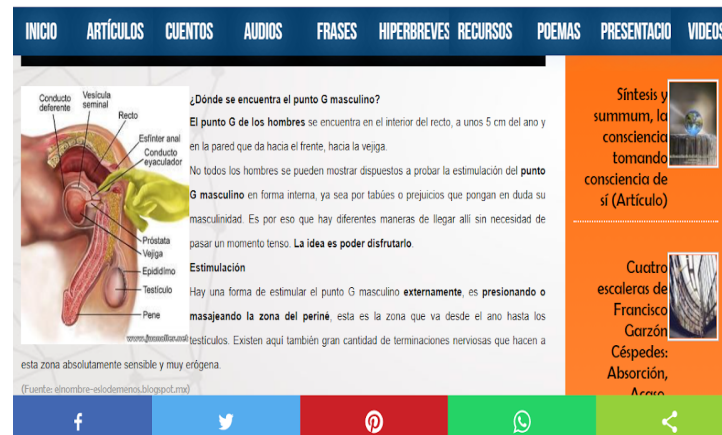 INICIO ARTÍCULOS CUENTOS AUDIOS FRASES HIPERBREVES RECURSOS POEMAS PRESENTACIO VIDEOS
Conducto
deferente
Vesícula
seminal
Recto
Esfínter anal
Conducto
eyaculador
Próstata
Vejiga
Epidídimo
Testículo
Pene
¿Dónde se encuentra el punto G masculino?
El punto G de los hombres se encuentra en el interior del recto, a unos 5 cm del ano y
en la pared que da hacia el frente, hacia la vejiga.
No todos los hombres se pueden mostrar dispuestos a probar la estimulación del punto
G masculino en forma interna, ya sea por tabúes o prejuicios que pongan en duda su
masculinidad. Es por eso que hay diferentes maneras de llegar allí sin necesidad de
pasar un momento tenso. La idea es poder disfrutarlo.
Estimulación
Hay una forma de estimular el punto G masculino externamente, es presionando o
masajeando la zona del periné, esta es la zona que va desde el ano hasta los
testículos. Existen aquí también gran cantidad de terminaciones nerviosas que hacen a
esta zona absolutamente sensible y muy erógena.
(Fuente: elnombre-eslodemenos.blogspot.mx)
Síntesis y
summum, la
consciencia
tomando
consciencia de
sí (Artículo)
Cuatro
escaleras de
Francisco
Garzón
Céspedes:
Absorción,
Acaso,